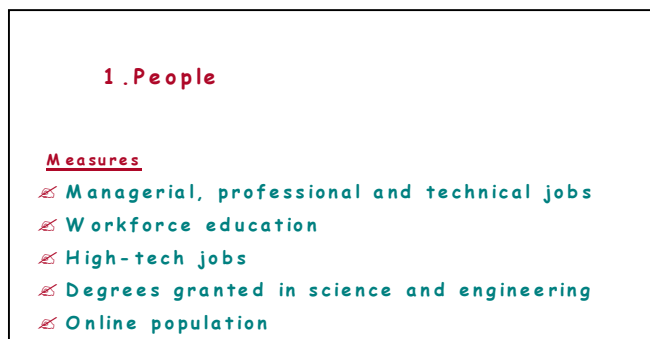 1.People
Measures
Managerial, professional and technical jobs
Workforce education
High-tech jobs
Degrees granted in science and engineering
Online population